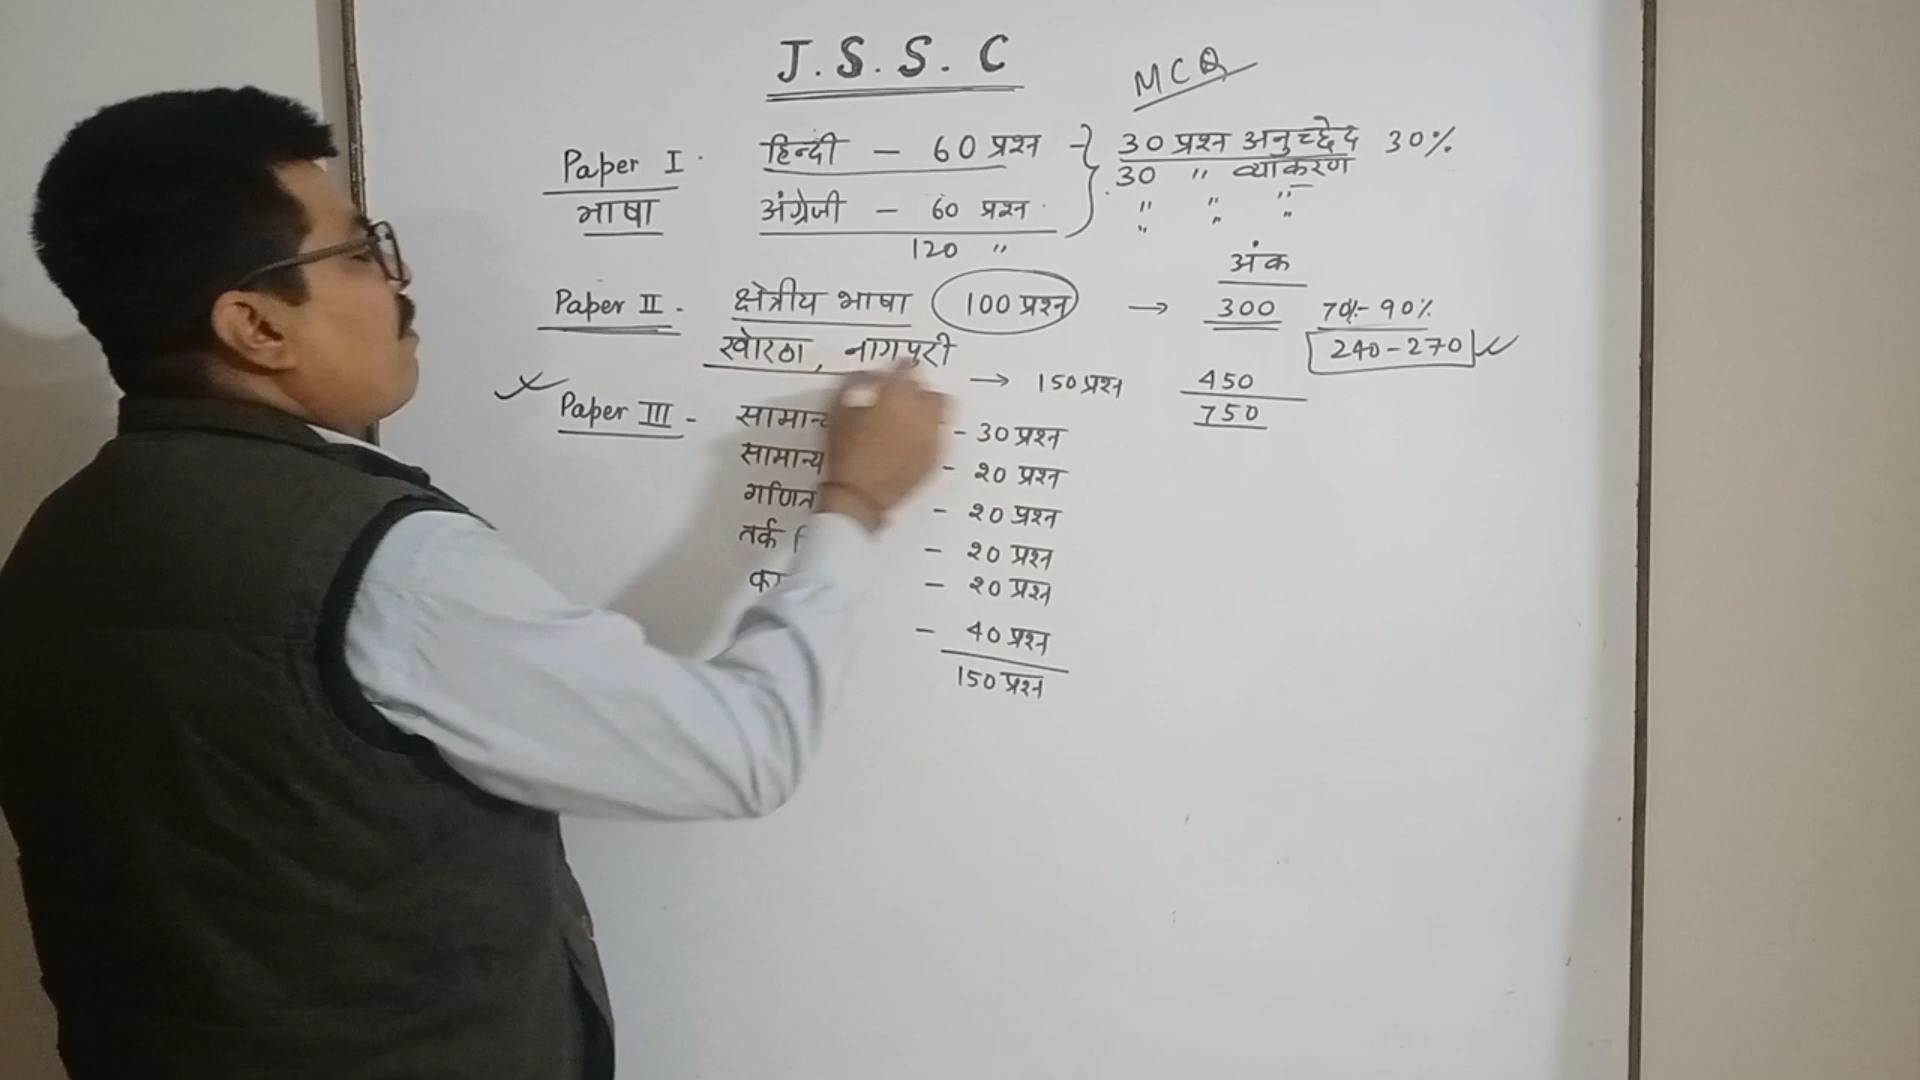 J.S.S.C
MCQ
Paper I. हिन्दी – 60 प्रश्न 30 प्रश्न अनुच्छेद 30%
30 " व्याकरण
भाषा अंग्रेजी – 60 प्रश्न " " "
" " "
120 "
अंक
Paper II - क्षेत्रीय भाषा 100 प्रश्न → 300 70%-90%
खोरठा, नागपुरी 240-270
→ 150 प्रश्न 450
Paper III - सामान्य - 30 प्रश्न 750
सामान्य - 20 प्रश्न
गणित - 20 प्रश्न
तर्क - 20 प्रश्न
- 20 प्रश्न
- 40 प्रश्न
150 प्रश्न